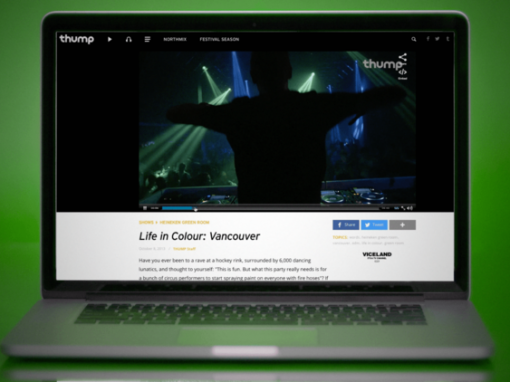 thump
NORTHMIX
FESTIVAL SEASON
thump
Life in Colour: Vancouver
Share
Tweet
Have you ever been to a rave at a hockey rink, surrounded by 6,000 dancing
lunatics, and thought to yourself: "This is fun. But what this party really needs is for
a bunch of circus performers to start spraying paint on everyone with fire hoses"? If
VICELAND